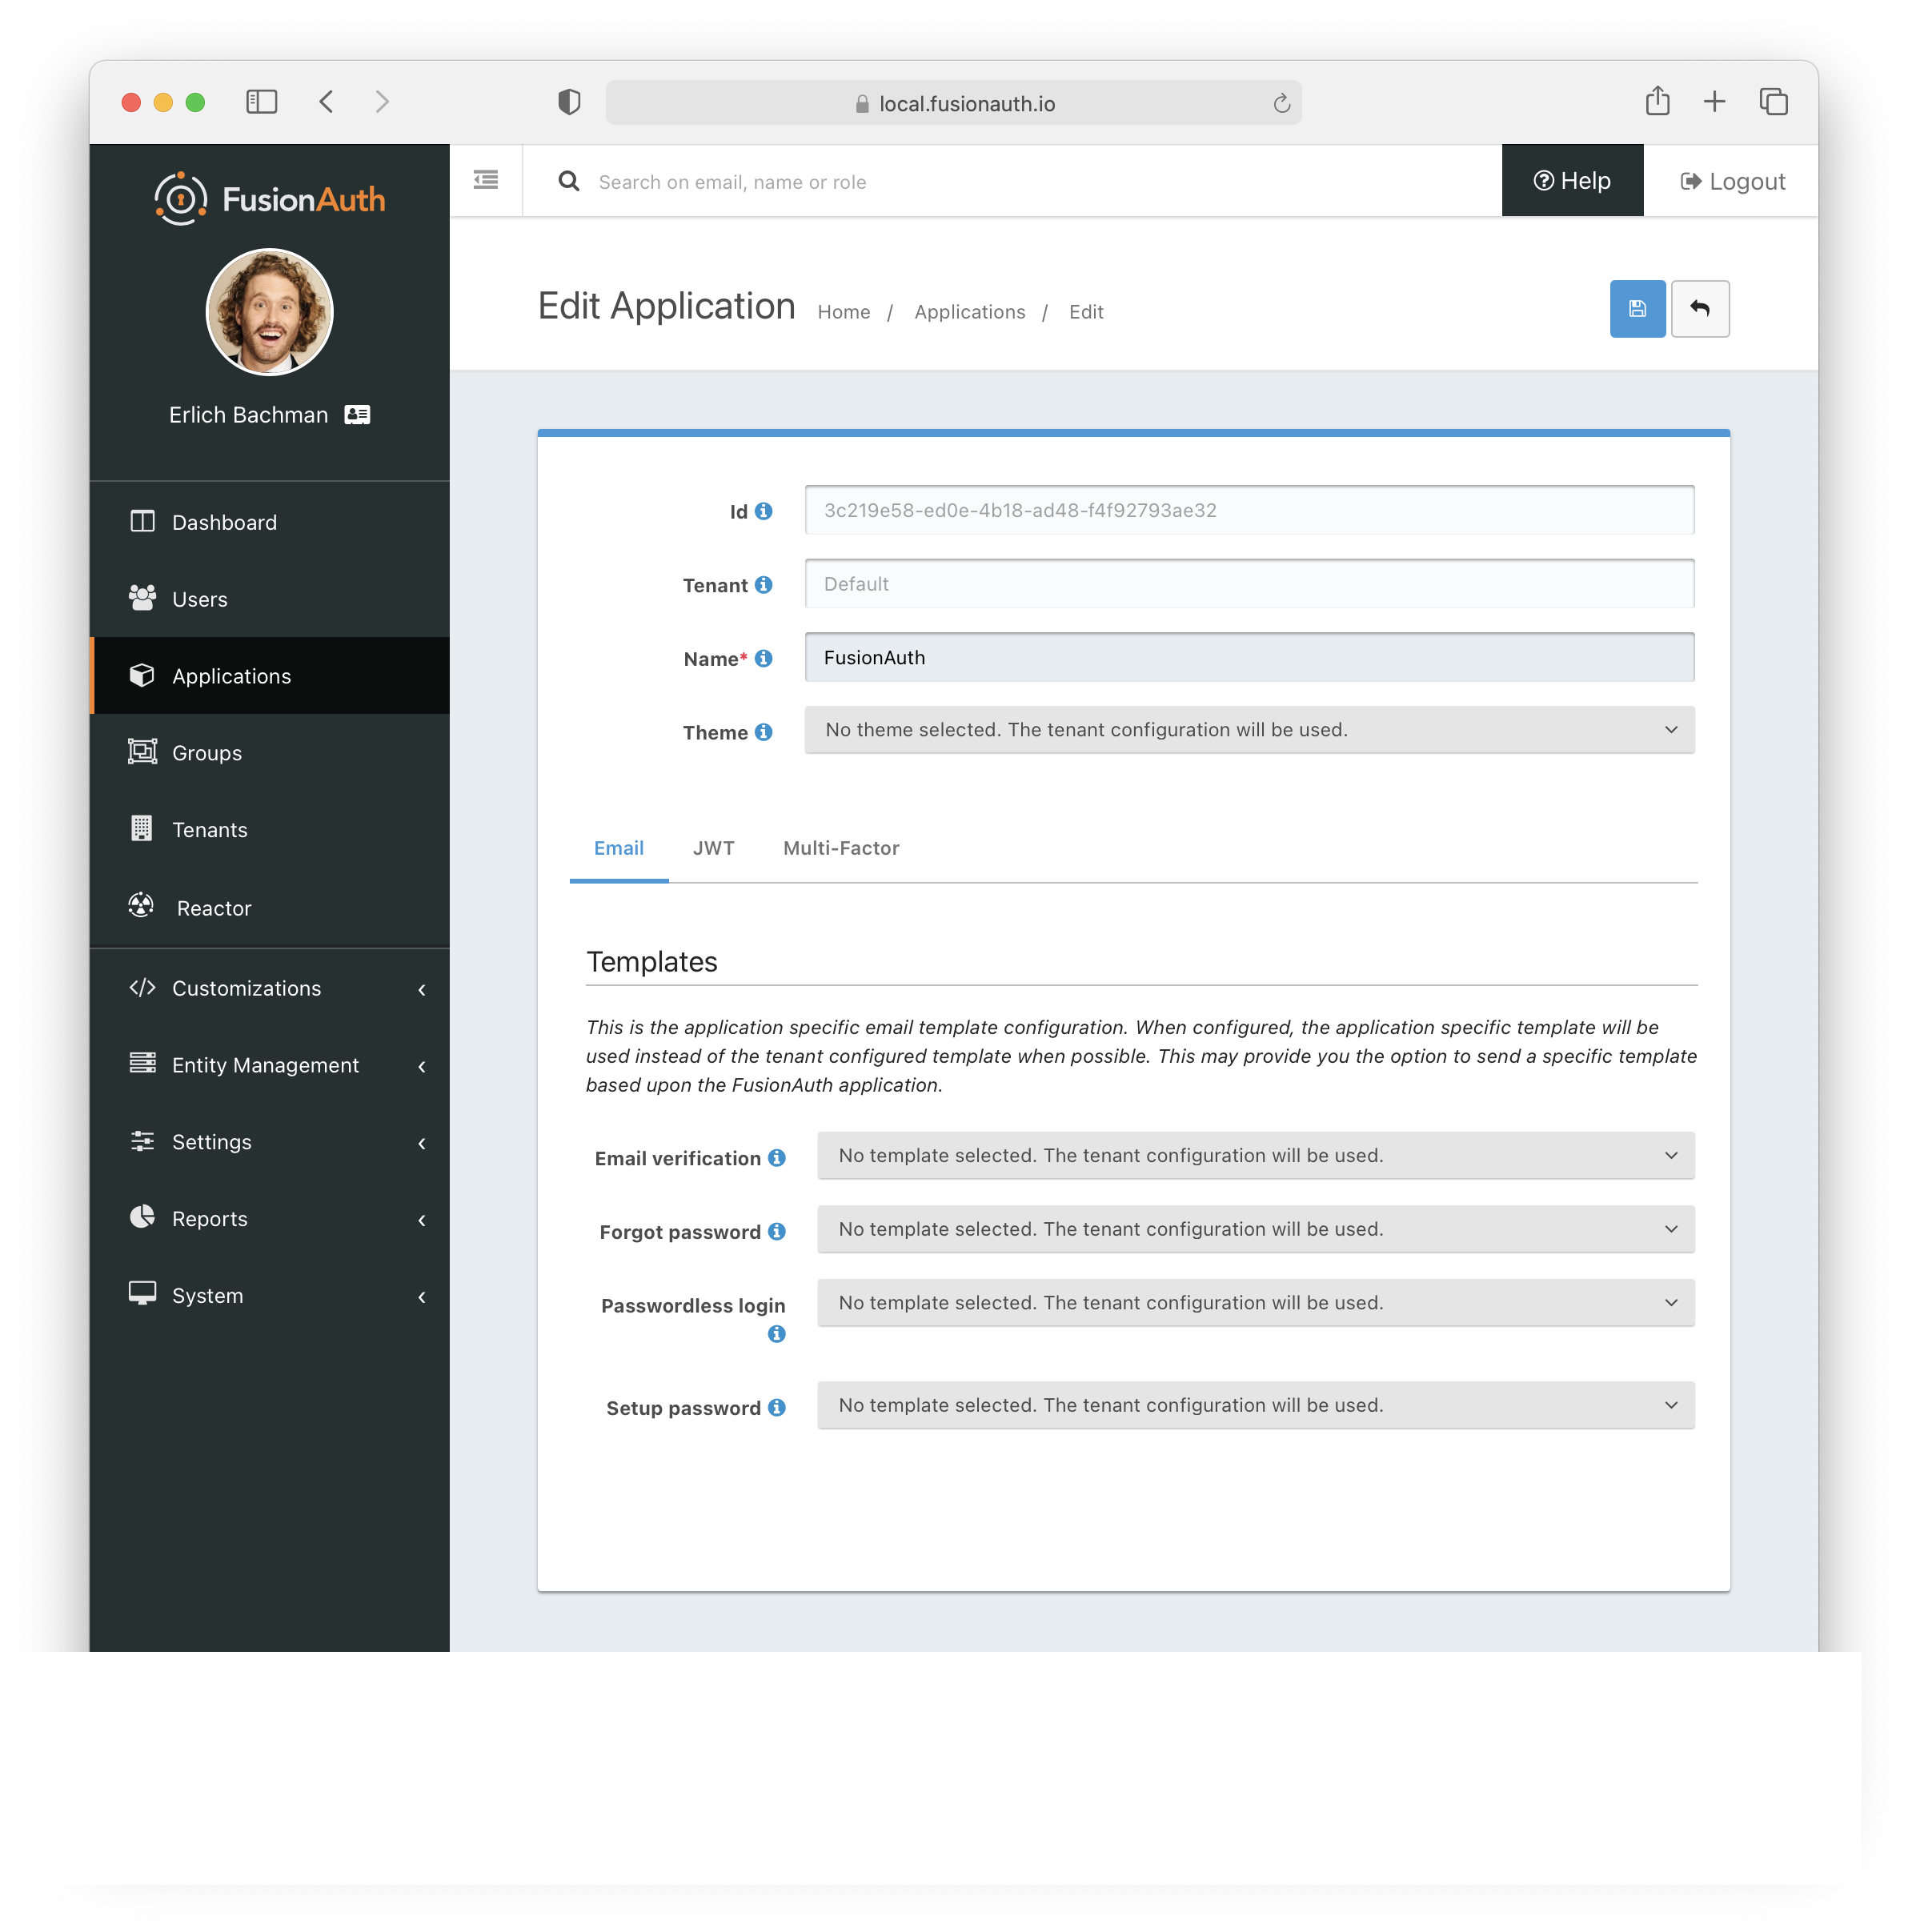 local.fusionauth.io
FusionAuth
Search on email, name or role
Help
Logout
Erlich Bachman
Edit Application
Home / Applications / Edit
Dashboard
Users
Applications
Groups
Tenants
Reactor
Customizations
Entity Management
Settings
Reports
System
Id
3c219e58-ed0e-4b18-ad48-f4f92793ae32
Tenant
Default
Name*
FusionAuth
Theme
No theme selected. The tenant configuration will be used.
Email
JWT
Multi-Factor
Templates
This is the application specific email template configuration. When configured, the application specific template will be
used instead of the tenant configured template when possible. This may provide you the option to send a specific template
based upon the FusionAuth application.
Email verification
No template selected. The tenant configuration will be used.
Forgot password
No template selected. The tenant configuration will be used.
Passwordless login
No template selected. The tenant configuration will be used.
Setup password
No template selected. The tenant configuration will be used.